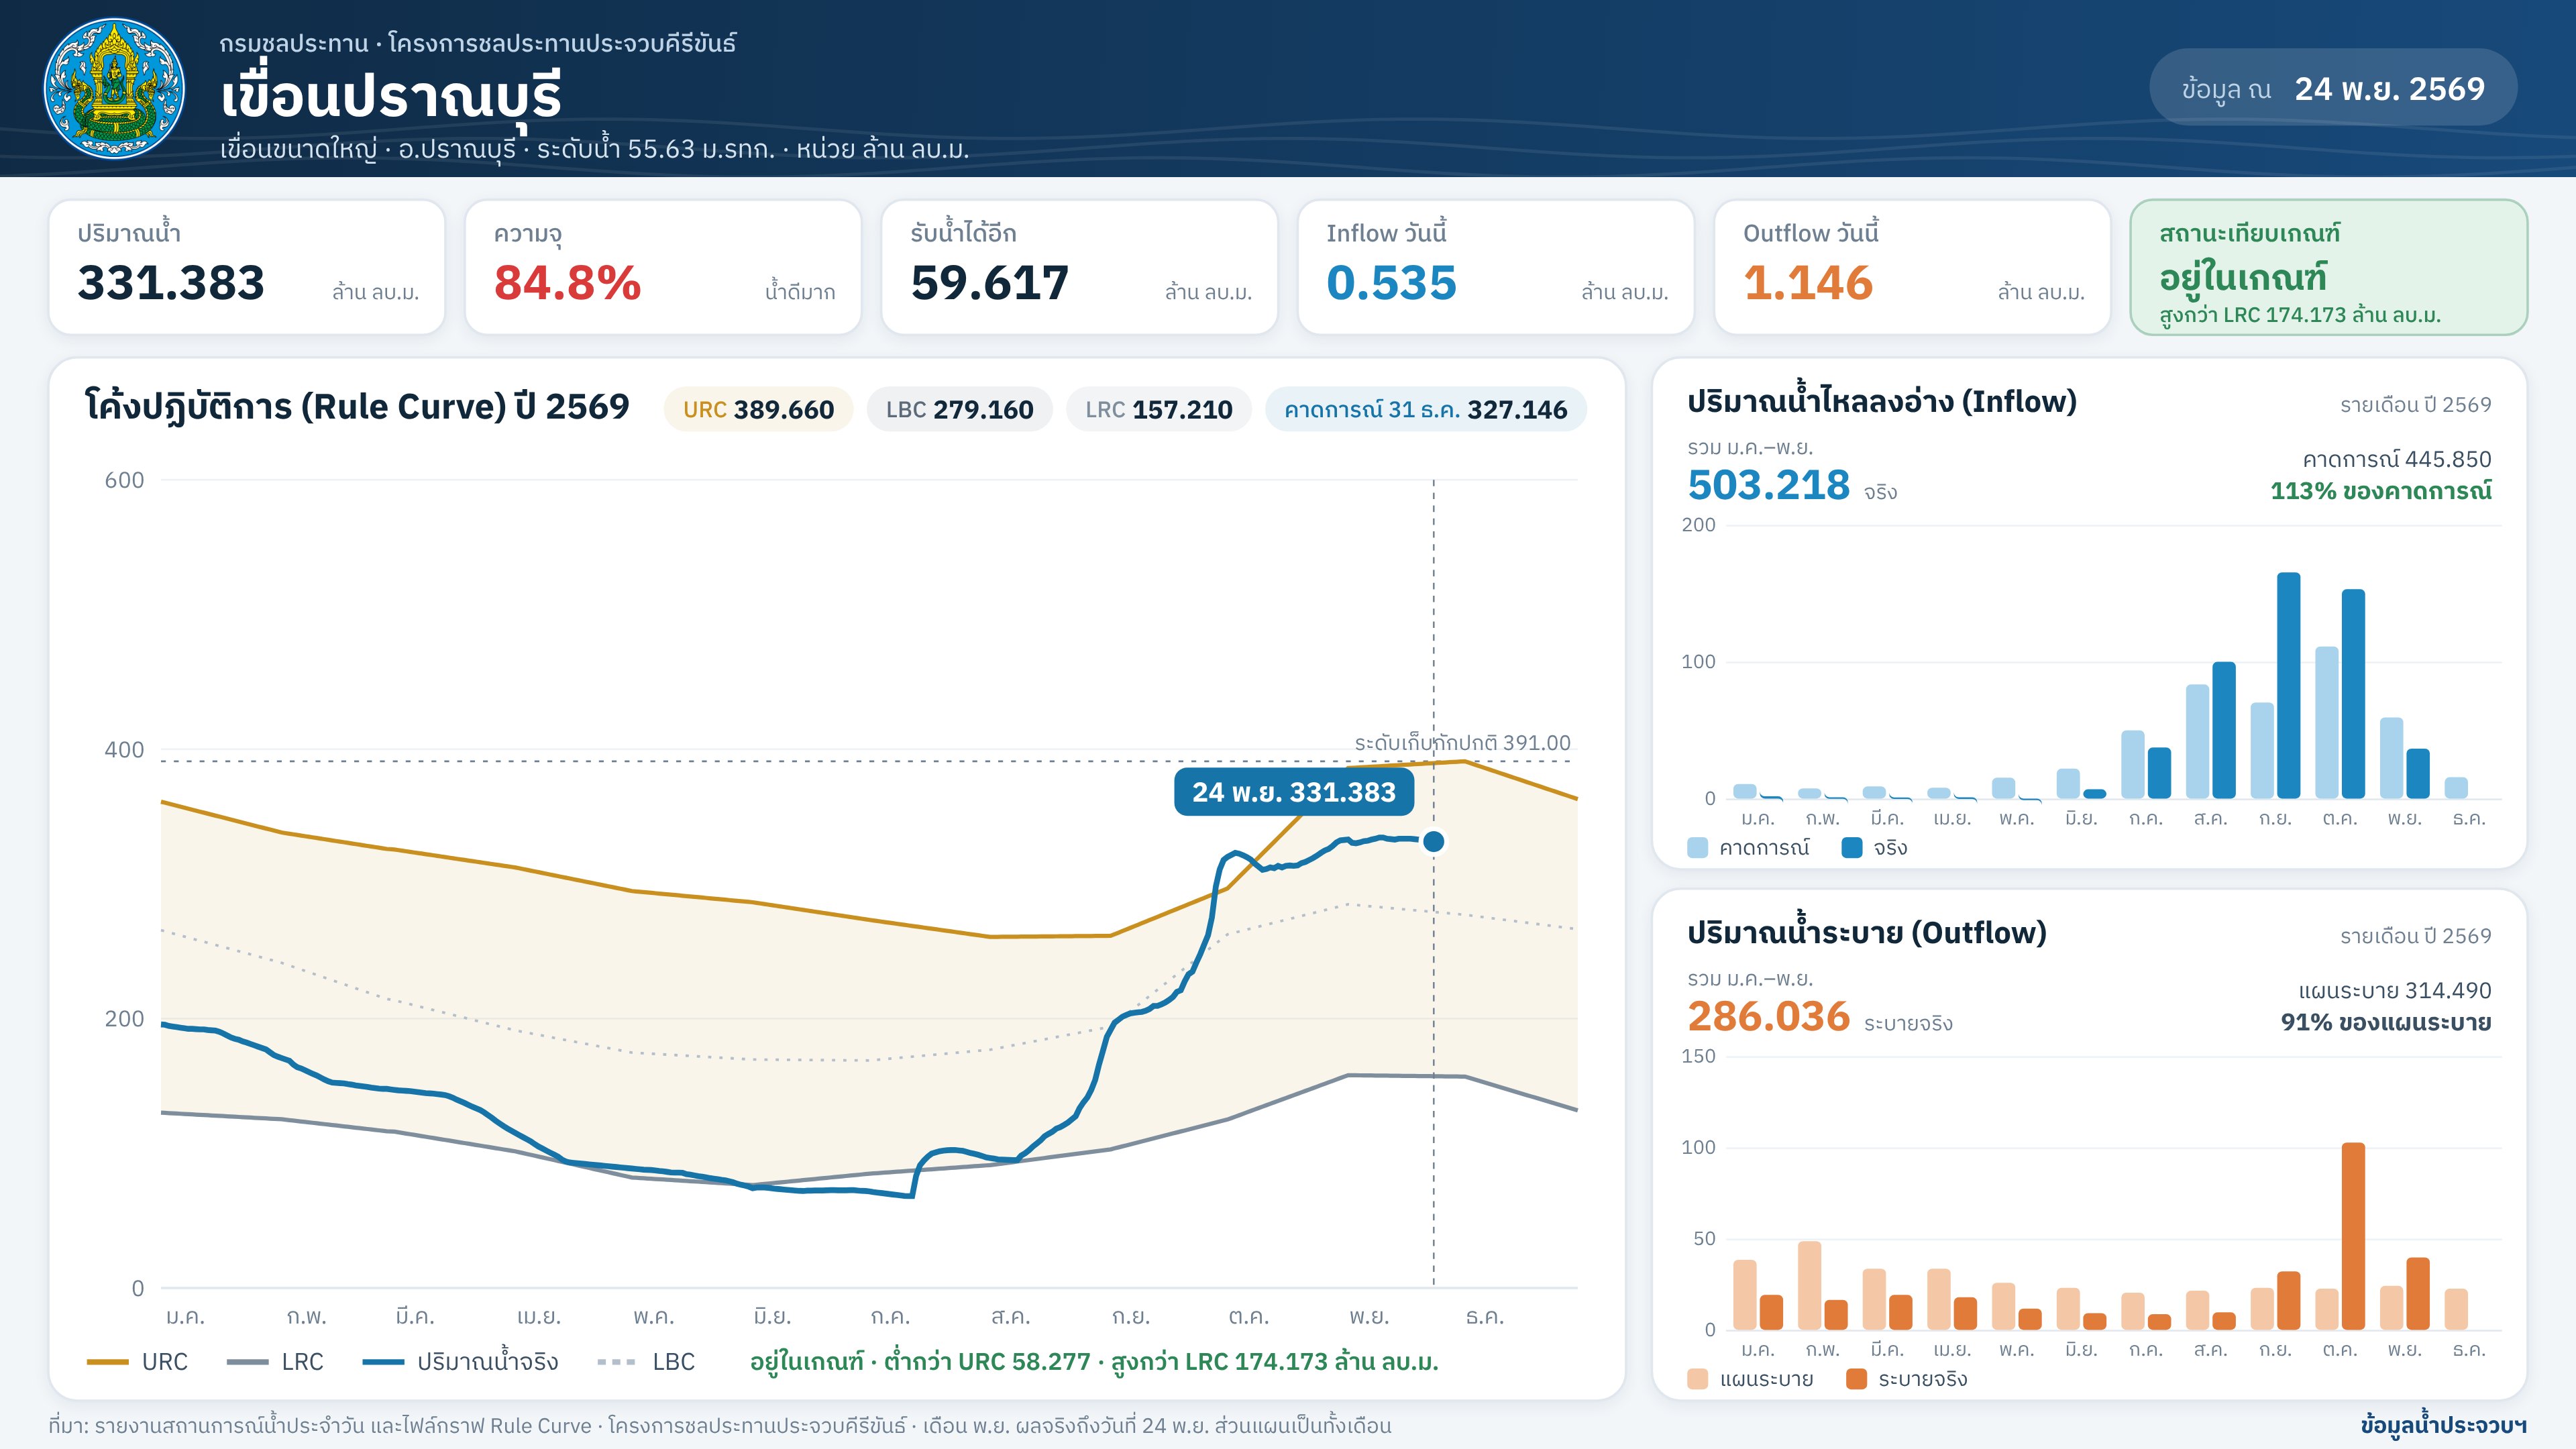 กรมชลประทาน · โครงการชลประทานประจวบคีรีขันธ์
เขื่อนปราณบุรี
เขื่อนขนาดใหญ่ · อ.ปราณบุรี · ระดับน้ำ 55.63 ม.รทก. · หน่วย ล้าน ลบ.ม.
ข้อมูล ณ 24 พ.ย. 2569
ปริมาณน้ำ
331.383 ล้าน ลบ.ม.
ความจุ
84.8% น้ำดีมาก
รับน้ำได้อีก
59.617 ล้าน ลบ.ม.
Inflow วันนี้
0.535 ล้าน ลบ.ม.
Outflow วันนี้
1.146 ล้าน ลบ.ม.
สถานะเทียบเกณฑ์
อยู่ในเกณฑ์
สูงกว่า LRC 174.173 ล้าน ลบ.ม.
โค้งปฏิบัติการ (Rule Curve) ปี 2569
URC 389.660
LBC 279.160
LRC 157.210
คาดการณ์ 31 ธ.ค. 327.146
600
400
200
0
ระดับเก็บกักปกติ 391.00
24 พ.ย. 331.383
ม.ค. ก.พ. มี.ค. เม.ย. พ.ค. มิ.ย. ก.ค. ส.ค. ก.ย. ต.ค. พ.ย. ธ.ค.
URC LRC ปริมาณน้ำจริง LBC
อยู่ในเกณฑ์ · ต่ำกว่า URC 58.277 · สูงกว่า LRC 174.173 ล้าน ลบ.ม.
ปริมาณน้ำไหลลงอ่าง (Inflow)
รายเดือน ปี 2569
รวม ม.ค.–พ.ย.
503.218 จริง
คาดการณ์ 445.850
113% ของคาดการณ์
200
100
0
ม.ค. ก.พ. มี.ค. เม.ย. พ.ค. มิ.ย. ก.ค. ส.ค. ก.ย. ต.ค. พ.ย. ธ.ค.
คาดการณ์ จริง
ปริมาณน้ำระบาย (Outflow)
รายเดือน ปี 2569
รวม ม.ค.–พ.ย.
286.036 ระบายจริง
แผนระบาย 314.490
91% ของแผนระบาย
150
100
50
0
ม.ค. ก.พ. มี.ค. เม.ย. พ.ค. มิ.ย. ก.ค. ส.ค. ก.ย. ต.ค. พ.ย. ธ.ค.
แผนระบาย ระบายจริง
ที่มา: รายงานสถานการณ์น้ำประจำวัน และไฟล์กราฟ Rule Curve · โครงการชลประทานประจวบคีรีขันธ์ · เดือน พ.ย. ผลจริงถึงวันที่ 24 พ.ย. ส่วนแผนเป็นทั้งเดือน
ข้อมูลน้ำประจวบฯ